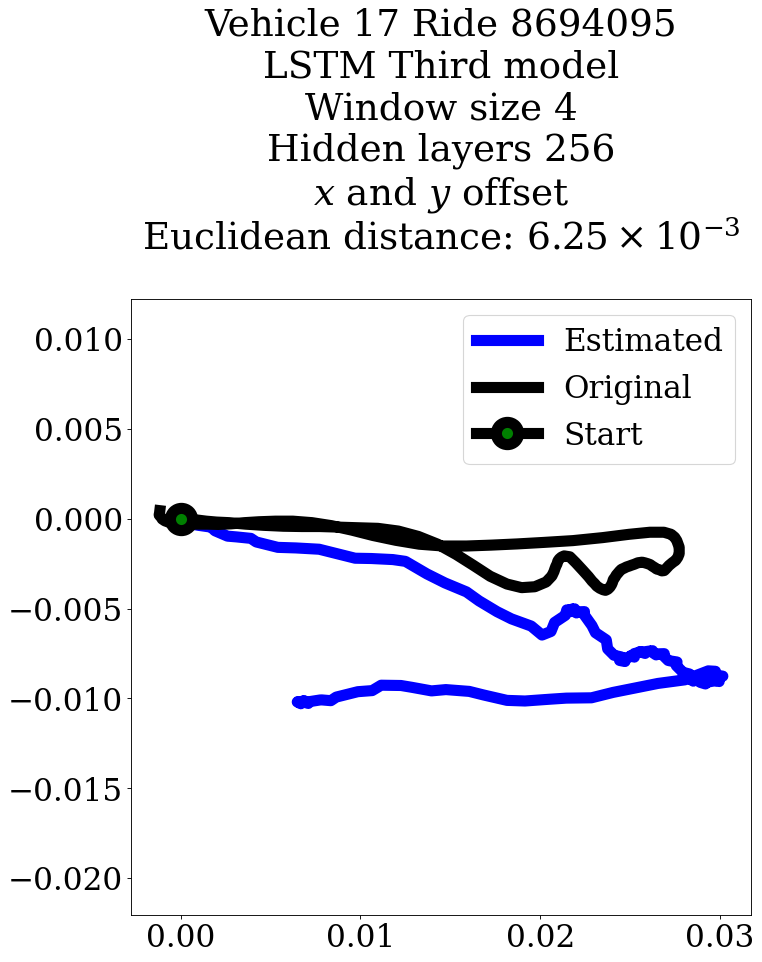 Vehicle 17 Ride 8694095
LSTM Third model
Window size 4
Hidden layers 256
x and y offset
Euclidean distance: 6.25 × 10⁻³
Estimated
Original
Start
0.010
0.005
0.000
−0.005
−0.010
−0.015
−0.020
0.00 0.01 0.02 0.03